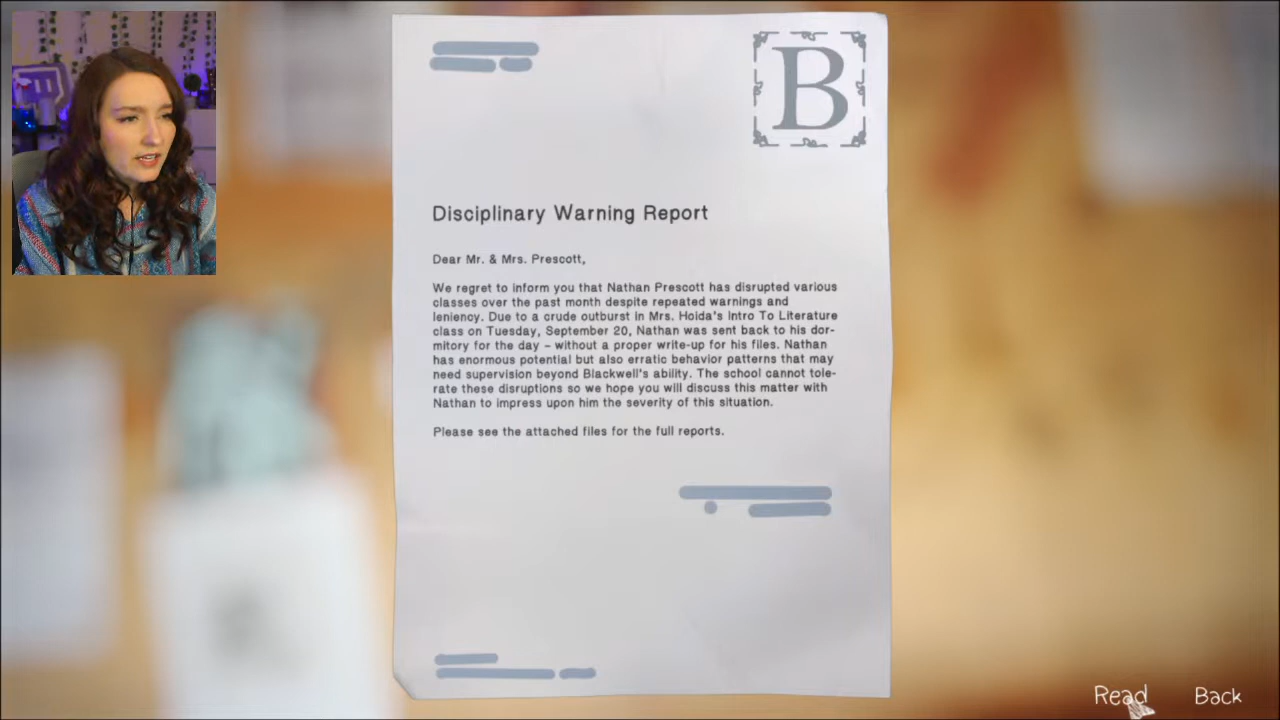 B
Disciplinary Warning Report
Dear Mr. & Mrs. Prescott,
We regret to inform you that Nathan Prescott has disrupted various
classes over the past month despite repeated warnings and
leniency. Due to a crude outburst in Mrs. Hoida's Intro To Literature
class on Tuesday, September 20, Nathan was sent back to his dor-
mitory for the day – without a proper write-up for his files. Nathan
has enormous potential but also erratic behavior patterns that may
need supervision beyond Blackwell's ability. The school cannot tole-
rate these disruptions so we hope you will discuss this matter with
Nathan to impress upon him the severity of this situation.
Please see the attached files for the full reports.
Read
Back